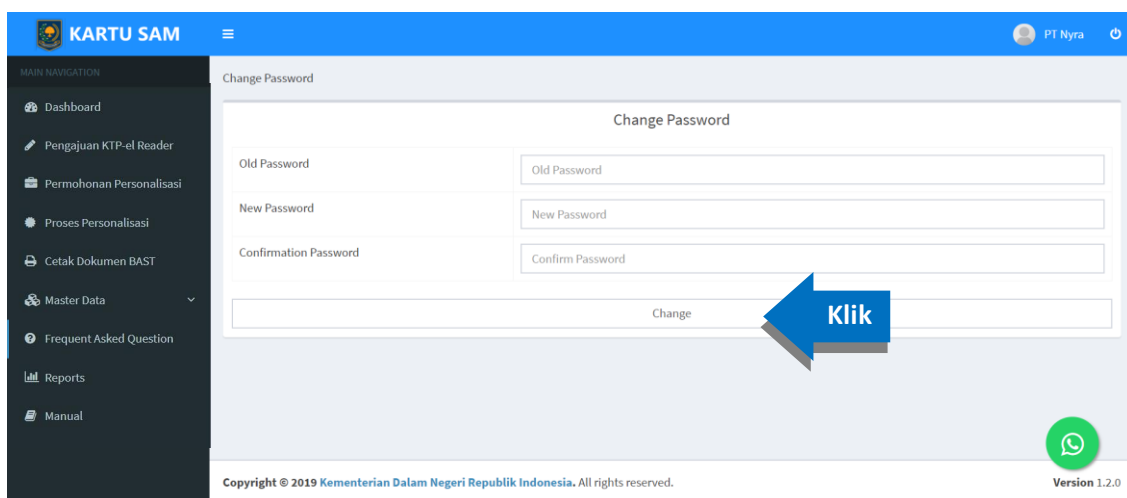 KARTU SAM
PT Nyra
MAIN NAVIGATION
Dashboard
Pengajuan KTP-el Reader
Permohonan Personalisasi
Proses Personalisasi
Cetak Dokumen BAST
Master Data
Frequent Asked Question
Reports
Manual
Change Password
Change Password
Old Password
Old Password
New Password
New Password
Confirmation Password
Confirm Password
Change
Klik
Copyright © 2019 Kementerian Dalam Negeri Republik Indonesia. All rights reserved.
Version 1.2.0